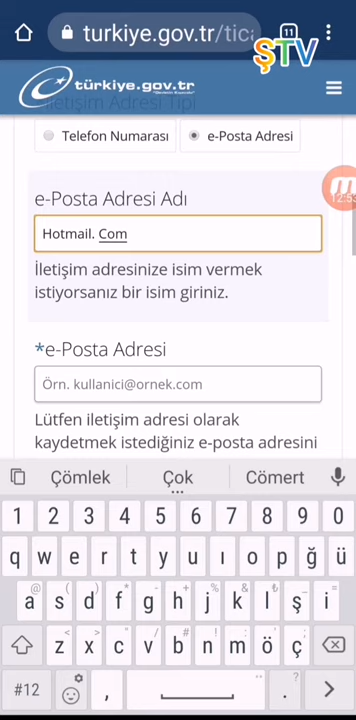 türkiye.gov.tr/tica
11
ŞTV
türkiye.gov.tr
İletişim Adresi Tipi
Telefon Numarası
e-Posta Adresi
e-Posta Adresi Adı
Hotmail. Com
İletişim adresinize isim vermek
istiyorsanız bir isim giriniz.
*e-Posta Adresi
Örn. kullanici@ornek.com
Lütfen iletişim adresi olarak
kaydetmek istediğiniz e-posta adresini
Çömlek Çok Cömert
1 2 3 4 5 6 7 8 9 0
q w e r t y u ı o p ğ ü
a s d f g h j k l ş i
z x c v b n m ö ç
#12 , . ?